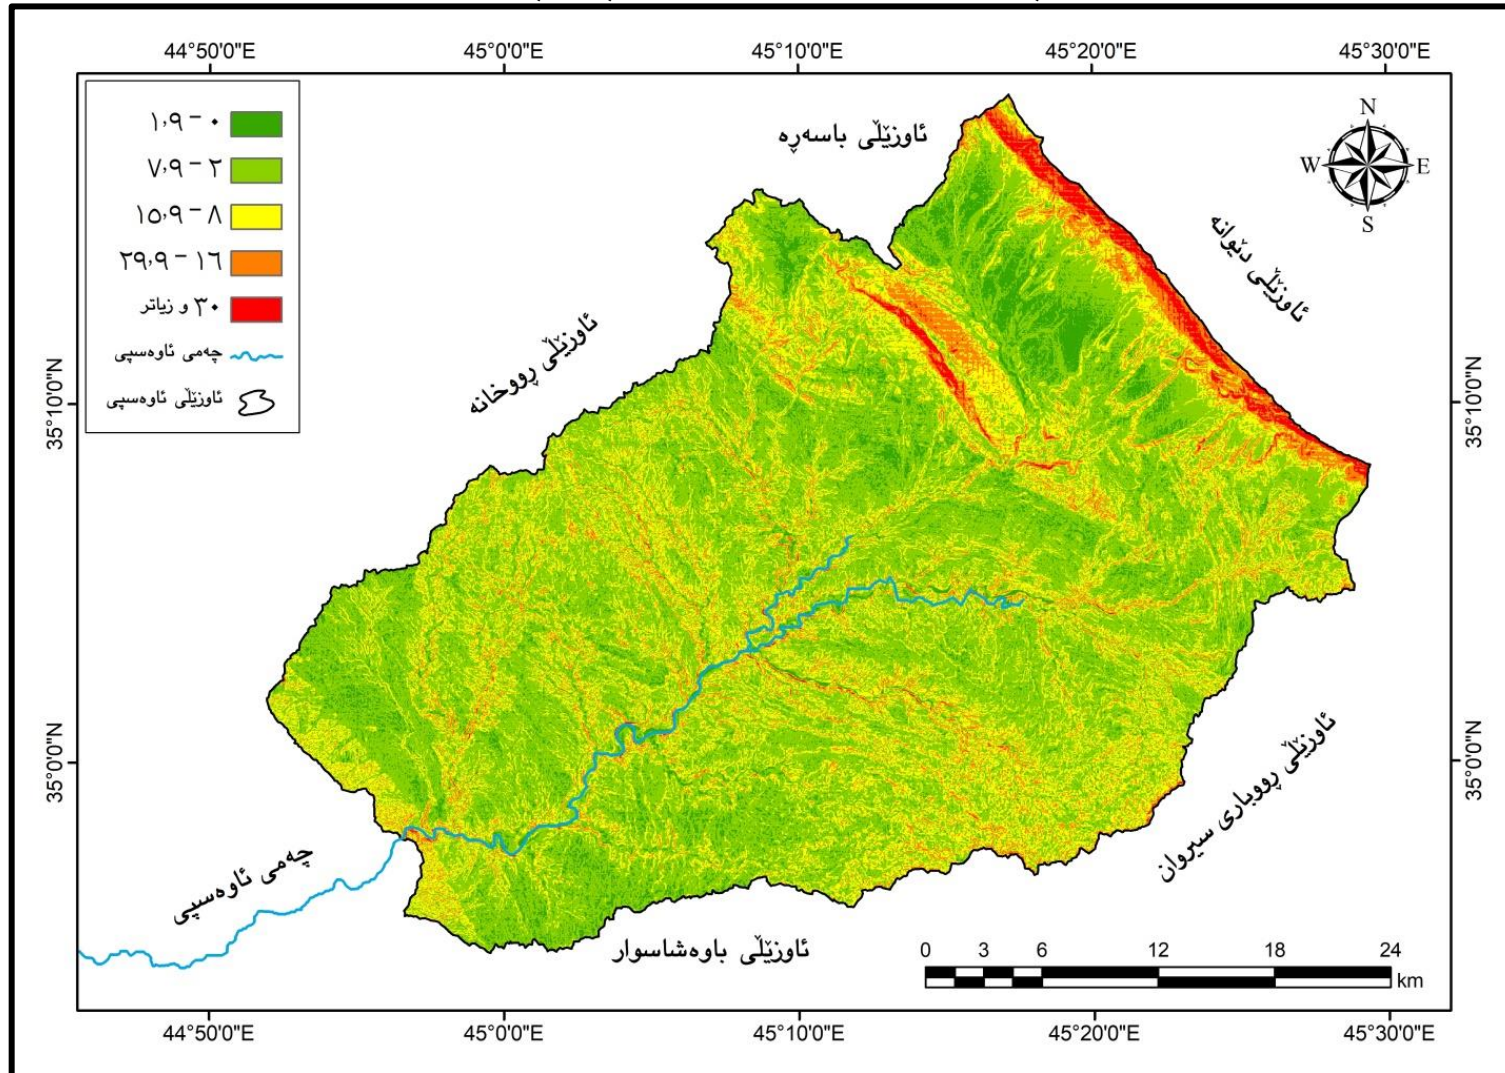 44°50'0"E
45°0'0"E
45°10'0"E
45°20'0"E
45°30'0"E
٠ - ١،٩
٢ - ٧،٩
٨ - ١٥،٩
١٦ - ٢٩،٩
٣٠ و زیاتر
چەمی ئاوەسپی
ئاوزێڵی ئاوەسپی
N
W
E
S
ئاوزێڵی باسەڕە
ئاوزێڵی دێوانە
ئاوزێڵی ڕووخانە
35°10'0"N
35°10'0"N
35°0'0"N
35°0'0"N
ئاوزێڵی ڕووباری سیروان
چەمی ئاوەسپی
ئاوزێڵی باوەشاسوار
0 3 6 12 18 24
km
44°50'0"E
45°0'0"E
45°10'0"E
45°20'0"E
45°30'0"E